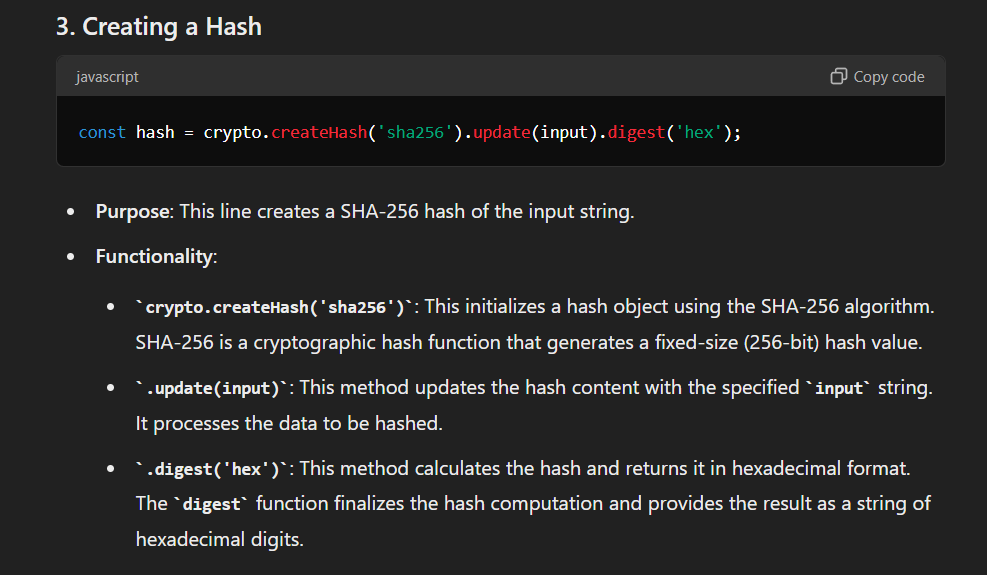 3. Creating a Hash
javascript
Copy code
const hash = crypto.createHash('sha256').update(input).digest('hex');
• Purpose: This line creates a SHA-256 hash of the input string.
• Functionality:
• `crypto.createHash('sha256')`: This initializes a hash object using the SHA-256 algorithm.
SHA-256 is a cryptographic hash function that generates a fixed-size (256-bit) hash value.
• `.update(input)`: This method updates the hash content with the specified `input` string.
It processes the data to be hashed.
• `.digest('hex')`: This method calculates the hash and returns it in hexadecimal format.
The `digest` function finalizes the hash computation and provides the result as a string of
hexadecimal digits.